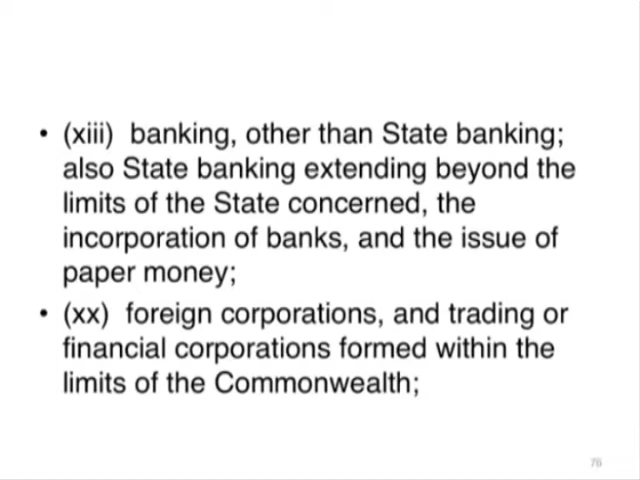 • (xiii) banking, other than State banking;
also State banking extending beyond the
limits of the State concerned, the
incorporation of banks, and the issue of
paper money;
• (xx) foreign corporations, and trading or
financial corporations formed within the
limits of the Commonwealth;
76